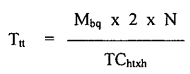 T_tt = M_bq x 2 x N
TC_htxh